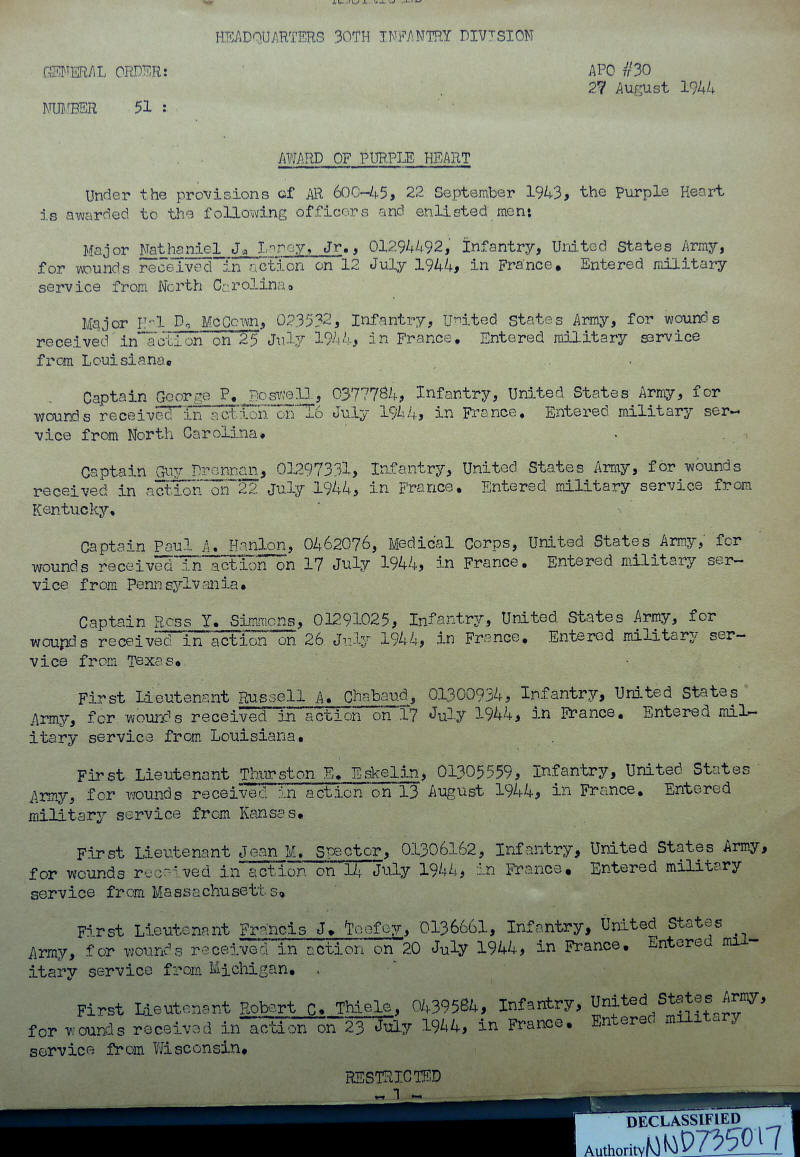 HEADQUARTERS 30TH INFANTRY DIVISION
GENERAL ORDER: APO #30
27 August 1944
NUMBER 51 :
AWARD OF PURPLE HEART
Under the provisions of AR 600-45, 22 September 1943, the Purple Heart
is awarded to the following officers and enlisted men:
Major Nathaniel J. Laney, Jr., 01294492, Infantry, United States Army,
for wounds received in action on 12 July 1944, in France. Entered military
service from North Carolina.
Major Hal D. McCown, 023532, Infantry, United States Army, for wounds
received in action on 25 July 1944, in France. Entered military service
from Louisiana.
Captain George P. Boswell, 0377784, Infantry, United States Army, for
wounds received in action on 16 July 1944, in France. Entered military ser-
vice from North Carolina.
Captain Guy Drennan, 01297331, Infantry, United States Army, for wounds
received in action on 22 July 1944, in France. Entered military service from
Kentucky.
Captain Paul A. Hanlon, 0462076, Medical Corps, United States Army, for
wounds received in action on 17 July 1944, in France. Entered military ser-
vice from Pennsylvania.
Captain Ross Y. Simmons, 01291025, Infantry, United States Army, for
wounds received in action on 26 July 1944, in France. Entered military ser-
vice from Texas.
First Lieutenant Russell A. Chabaud, 01300934, Infantry, United States
Army, for wounds received in action on 17 July 1944, in France. Entered mil-
itary service from Louisiana.
First Lieutenant Thurston E. Eskelin, 01305559, Infantry, United States
Army, for wounds received in action on 13 August 1944, in France. Entered
military service from Kansas.
First Lieutenant Jean M. Spector, 01306162, Infantry, United States Army,
for wounds received in action on 14 July 1944, in France. Entered military
service from Massachusetts.
First Lieutenant Francis J. Toofey, 0136661, Infantry, United States
Army, for wounds received in action on 20 July 1944, in France. Entered mil-
itary service from Michigan.
First Lieutenant Robert C. Thiele, 0439584, Infantry, United States Army,
for wounds received in action on 23 July 1944, in France. Entered military
service from Wisconsin.
RESTRICTED
- 1 -
DECLASSIFIED
Authority NND735017